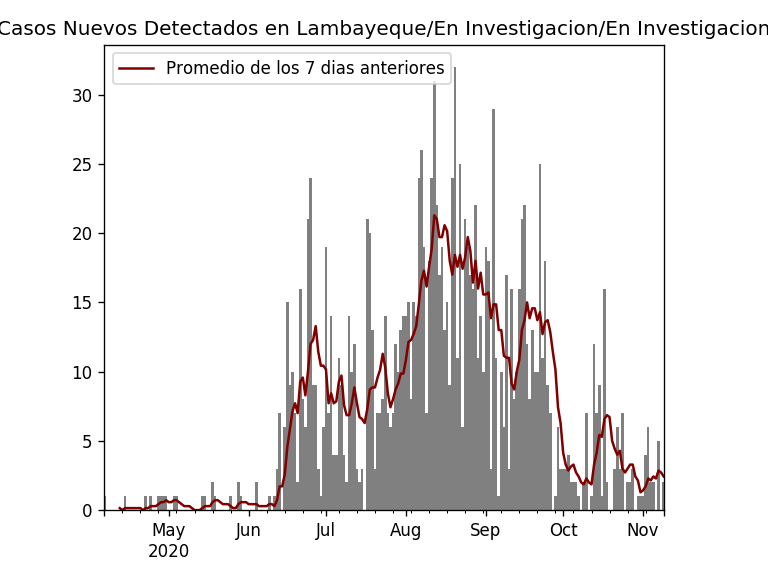 Casos Nuevos Detectados en Lambayeque/En Investigacion/En Investigacion
Promedio de los 7 dias anteriores
30
25
20
15
10
5
0
May Jun Jul Aug Sep Oct Nov
2020